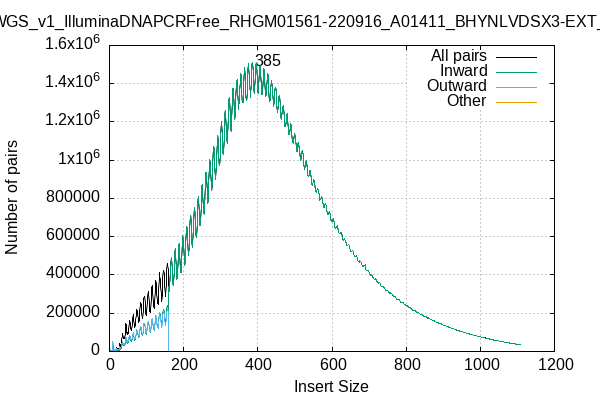 WGS_v1_IlluminaDNAPCRFree_RHGM01561-220916_A01411_BHYNLVDSX3-EXT_
1.6x10^6
1.4x10^6
1.2x10^6
1x10^6
800000
600000
400000
200000
0
Number of pairs
385
All pairs
Inward
Outward
Other
0 200 400 600 800 1000 1200
Insert Size